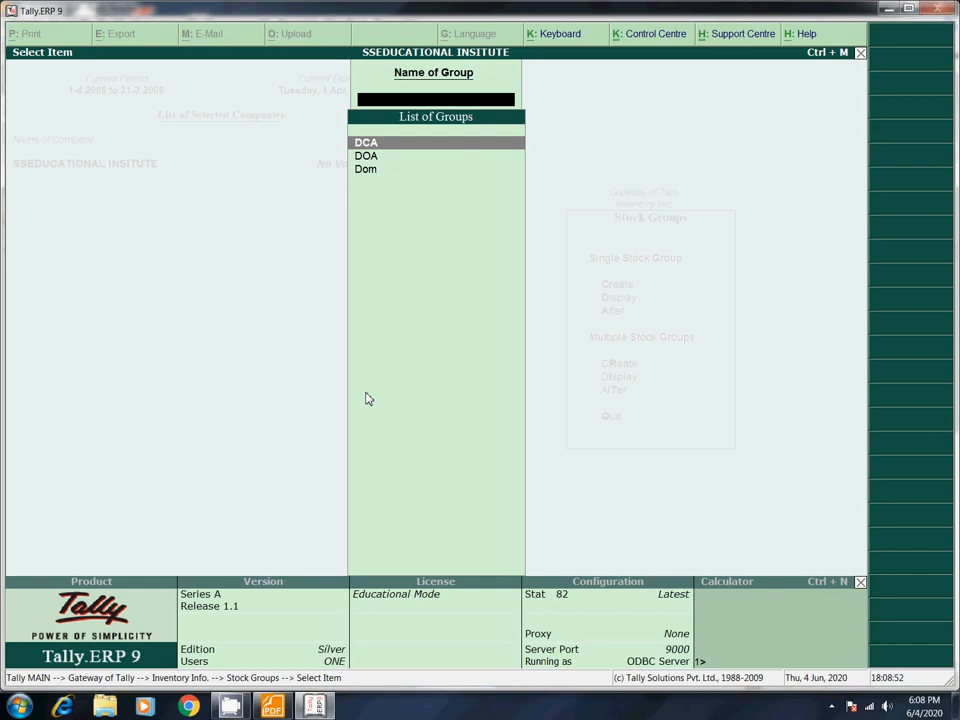 Tally.ERP 9
P: Print
E: Export
M: E-Mail
O: Upload
G: Language
K: Keyboard
K: Control Centre
H: Support Centre
H: Help
Select Item
SSEDUCATIONAL INSITUTE
Ctrl + M
Current Period
1-4-2008 to 31-3-2009
Tuesday, 1 Apr,
List of Selected Companies
Name of Company
SSEDUCATIONAL INSITUTE
No Vo
Name of Group
List of Groups
DCA
DOA
Dom
Gateway of Tally
Inventory Info.
Stock Groups
Single Stock Group
Create
Display
Alter
Multiple Stock Groups
CReate
DIsplay
AlTer
Quit
Product
Version
License
Configuration
Calculator
Ctrl + N
Tally
POWER OF SIMPLICITY
Tally.ERP 9
Series A
Release 1.1
Edition Silver
Users ONE
Educational Mode
Stat 82 Latest
Proxy None
Server Port 9000
Running as ODBC Server
1>
Tally MAIN --> Gateway of Tally --> Inventory Info. --> Stock Groups --> Select Item
(c) Tally Solutions Pvt. Ltd., 1988-2009
Thu, 4 Jun, 2020
18:08:52
6:08 PM
6/4/2020